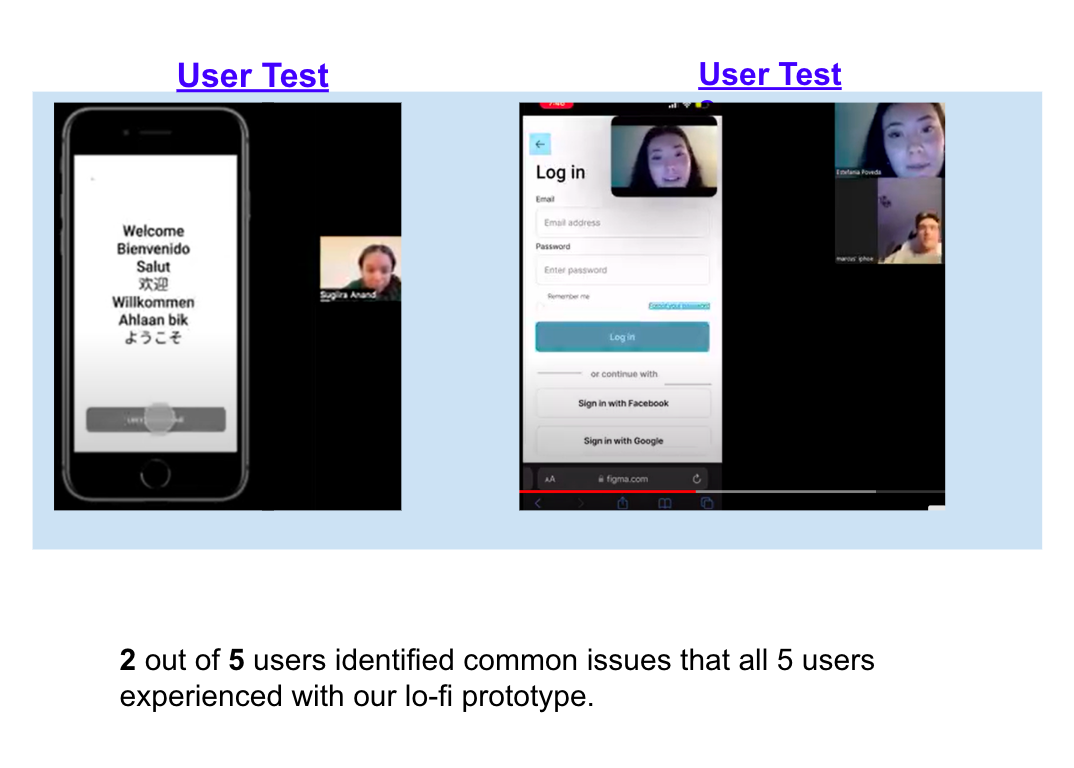 User Test
User Test
Welcome
Bienvenido
Salut
欢迎
Willkommen
Ahlaan bik
ようこそ
Sugiira Anand
7:40
Log in
Email
Email address
Password
Enter password
Remember me
Forgot your password
Log in
or continue with
Sign in with Facebook
Sign in with Google
AA
figma.com
Estefania Poveda
marcus' iphoe
2 out of 5 users identified common issues that all 5 users
experienced with our lo-fi prototype.